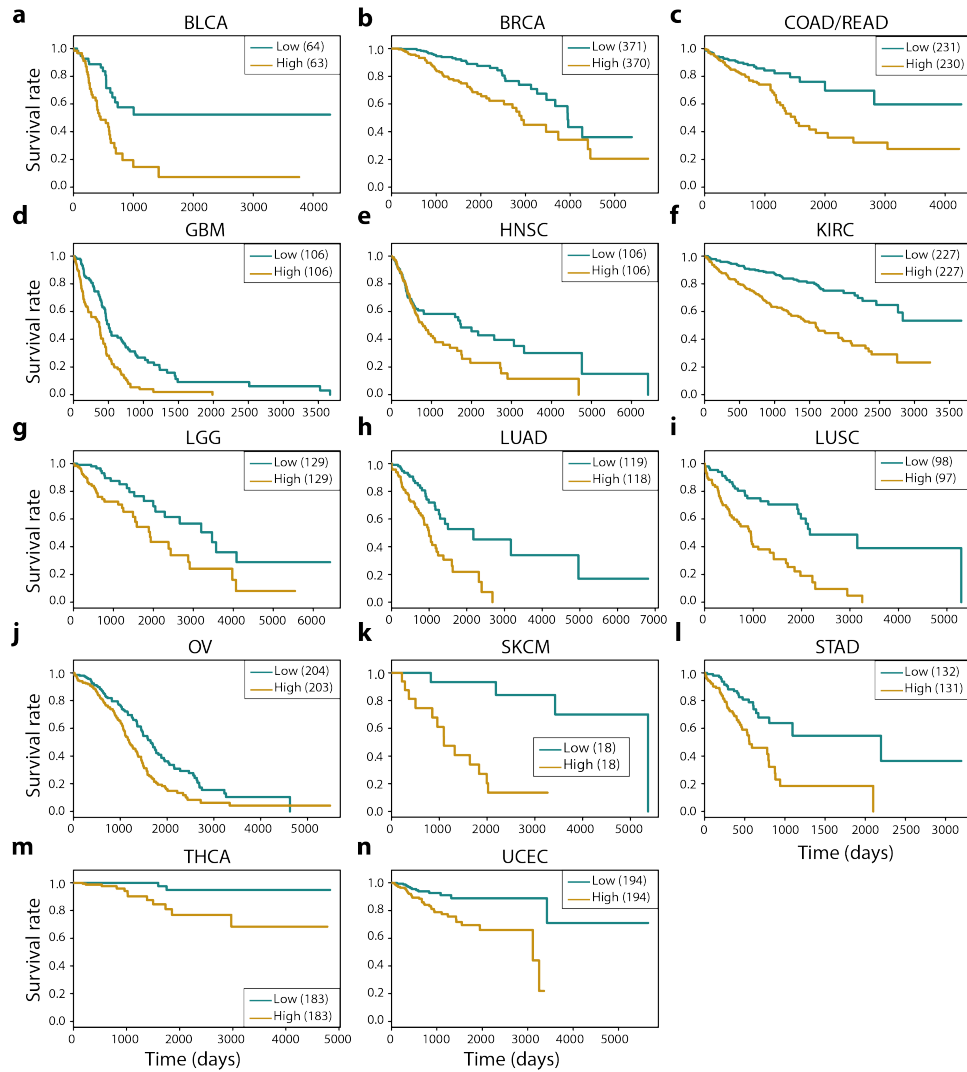 a BLCA
Low (64)
High (63)
Survival rate
1.0
0.8
0.6
0.4
0.2
0.0
0 1000 2000 3000 4000
b BRCA
Low (371)
High (370)
1.0
0.8
0.6
0.4
0.2
0.0
0 1000 2000 3000 4000 5000
c COAD/READ
Low (231)
High (230)
1.0
0.8
0.6
0.4
0.2
0.0
0 1000 2000 3000 4000
d GBM
Low (106)
High (106)
Survival rate
1.0
0.8
0.6
0.4
0.2
0.0
0 500 1000 1500 2000 2500 3000 3500
e HNSC
Low (106)
High (106)
1.0
0.8
0.6
0.4
0.2
0.0
0 1000 2000 3000 4000 5000 6000
f KIRC
Low (227)
High (227)
1.0
0.8
0.6
0.4
0.2
0.0
0 500 1000 1500 2000 2500 3000 3500
g LGG
Low (129)
High (129)
Survival rate
1.0
0.8
0.6
0.4
0.2
0.0
0 1000 2000 3000 4000 5000 6000
h LUAD
Low (119)
High (118)
1.0
0.8
0.6
0.4
0.2
0.0
0 1000 2000 3000 4000 5000 6000 7000
i LUSC
Low (98)
High (97)
1.0
0.8
0.6
0.4
0.2
0.0
0 1000 2000 3000 4000 5000
j OV
Low (204)
High (203)
Survival rate
1.0
0.8
0.6
0.4
0.2
0.0
0 1000 2000 3000 4000 5000
k SKCM
Low (18)
High (18)
1.0
0.8
0.6
0.4
0.2
0.0
0 1000 2000 3000 4000 5000
l STAD
Low (132)
High (131)
1.0
0.8
0.6
0.4
0.2
0.0
0 500 1000 1500 2000 2500 3000
Time (days)
m THCA
Low (183)
High (183)
Survival rate
1.0
0.8
0.6
0.4
0.2
0.0
0 1000 2000 3000 4000 5000
Time (days)
n UCEC
Low (194)
High (194)
1.0
0.8
0.6
0.4
0.2
0.0
0 1000 2000 3000 4000 5000
Time (days)